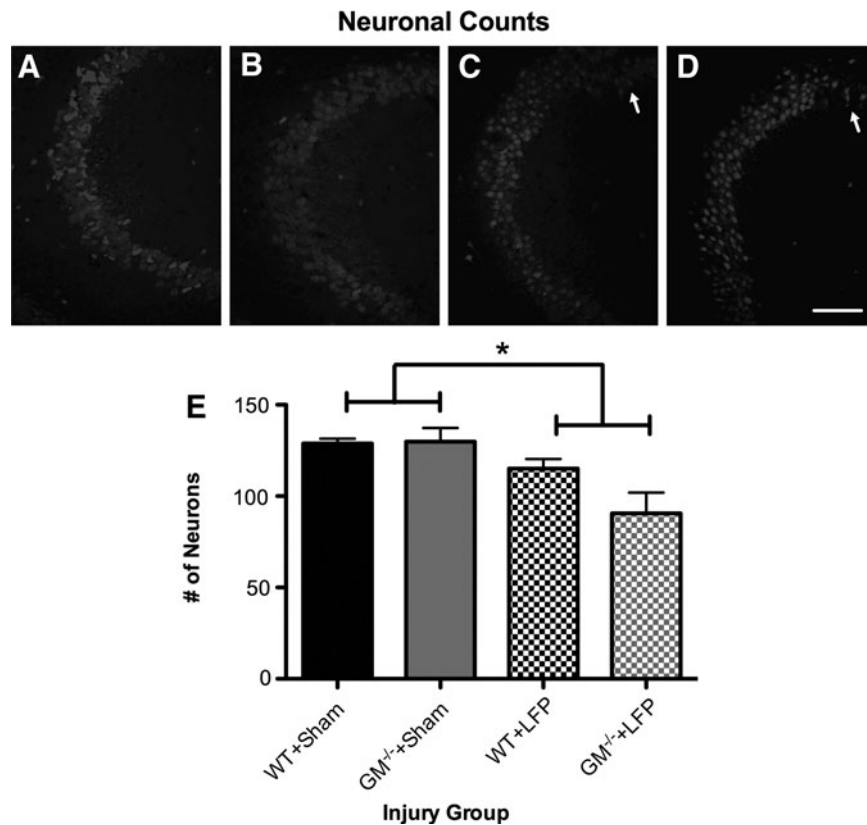 Neuronal Counts
A
B
C
D
*
E
150
100
50
0
# of Neurons
WT+Sham
GM-/-+Sham
WT+LFP
GM-/-+LFP
Injury Group